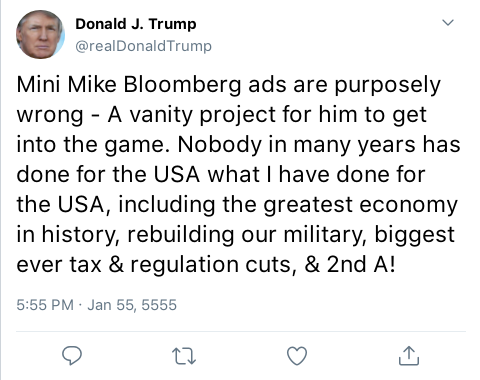 Donald J. Trump
@realDonaldTrump
Mini Mike Bloomberg ads are purposely
wrong - A vanity project for him to get
into the game. Nobody in many years has
done for the USA what I have done for
the USA, including the greatest economy
in history, rebuilding our military, biggest
ever tax & regulation cuts, & 2nd A!
5:55 PM · Jan 55, 5555